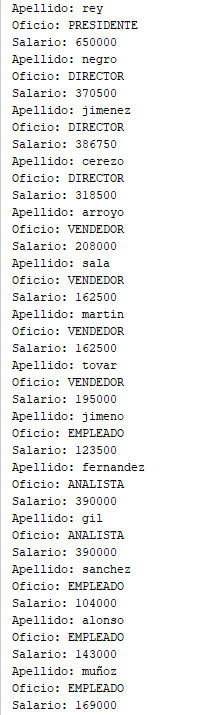 Apellido: rey
Oficio: PRESIDENTE
Salario: 650000
Apellido: negro
Oficio: DIRECTOR
Salario: 370500
Apellido: jimenez
Oficio: DIRECTOR
Salario: 386750
Apellido: cerezo
Oficio: DIRECTOR
Salario: 318500
Apellido: arroyo
Oficio: VENDEDOR
Salario: 208000
Apellido: sala
Oficio: VENDEDOR
Salario: 162500
Apellido: martin
Oficio: VENDEDOR
Salario: 162500
Apellido: tovar
Oficio: VENDEDOR
Salario: 195000
Apellido: jimeno
Oficio: EMPLEADO
Salario: 123500
Apellido: fernandez
Oficio: ANALISTA
Salario: 390000
Apellido: gil
Oficio: ANALISTA
Salario: 390000
Apellido: sanchez
Oficio: EMPLEADO
Salario: 104000
Apellido: alonso
Oficio: EMPLEADO
Salario: 143000
Apellido: muñoz
Oficio: EMPLEADO
Salario: 169000